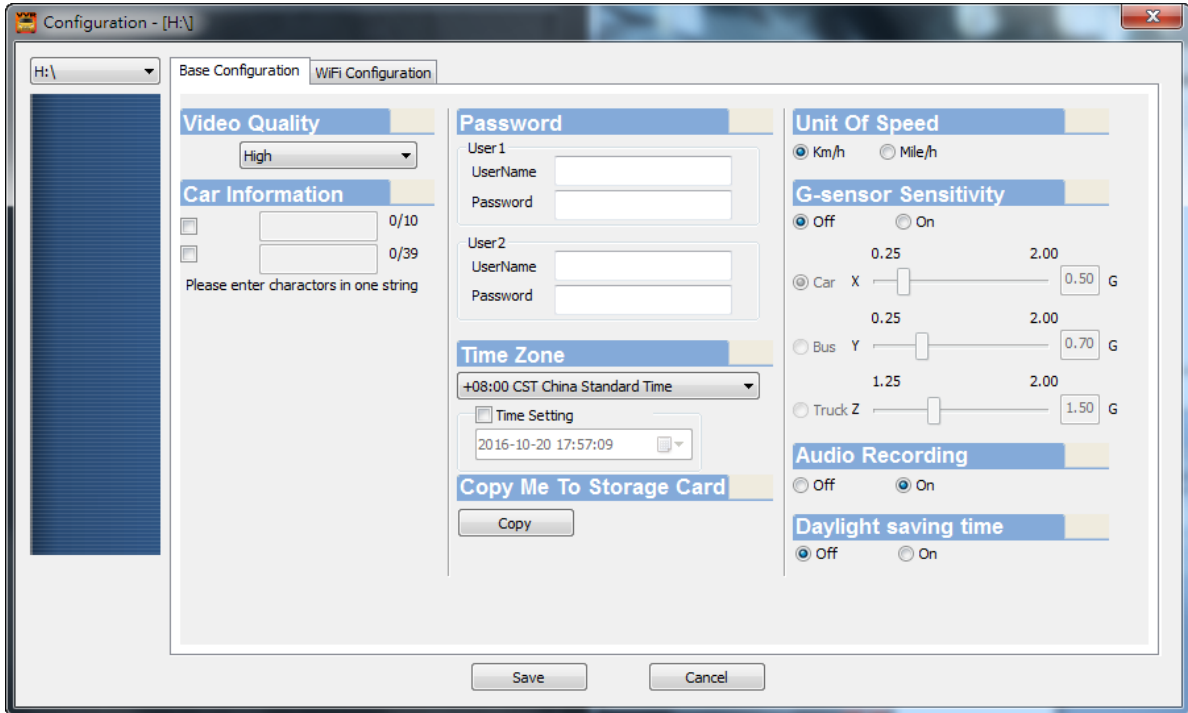 Configuration - [H:\]
x
H:\
Base Configuration
WiFi Configuration
Video Quality
High
Car Information
0/10
0/39
Please enter charactors in one string
Password
User1
UserName
Password
User2
UserName
Password
Time Zone
+08:00 CST China Standard Time
Time Setting
2016-10-20 17:57:09
Copy Me To Storage Card
Copy
Unit Of Speed
Km/h Mile/h
G-sensor Sensitivity
Off On
0.25 2.00
Car X 0.50 G
0.25 2.00
Bus Y 0.70 G
1.25 2.00
Truck Z 1.50 G
Audio Recording
Off On
Daylight saving time
Off On
Save Cancel